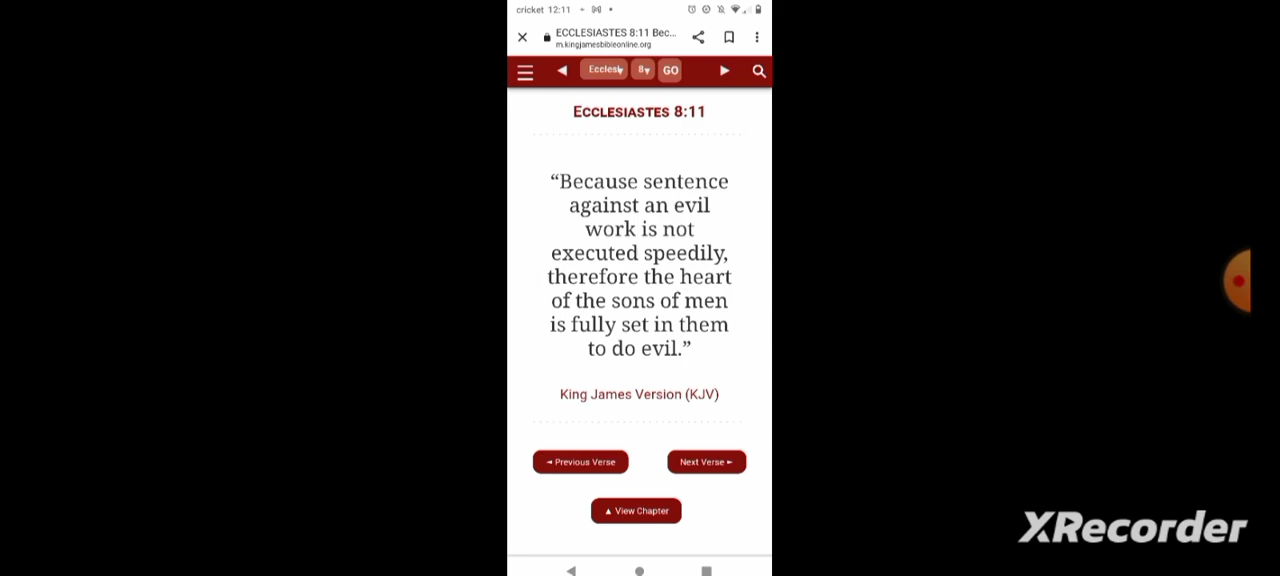 cricket 12:11
ECCLESIASTES 8:11 Bec...
m.kingjamesbibleonline.org
Eccles 8 GO
ECCLESIASTES 8:11
“Because sentence
against an evil
work is not
executed speedily,
therefore the heart
of the sons of men
is fully set in them
to do evil.”
King James Version (KJV)
◄ Previous Verse Next Verse ►
▲ View Chapter
XRecorder